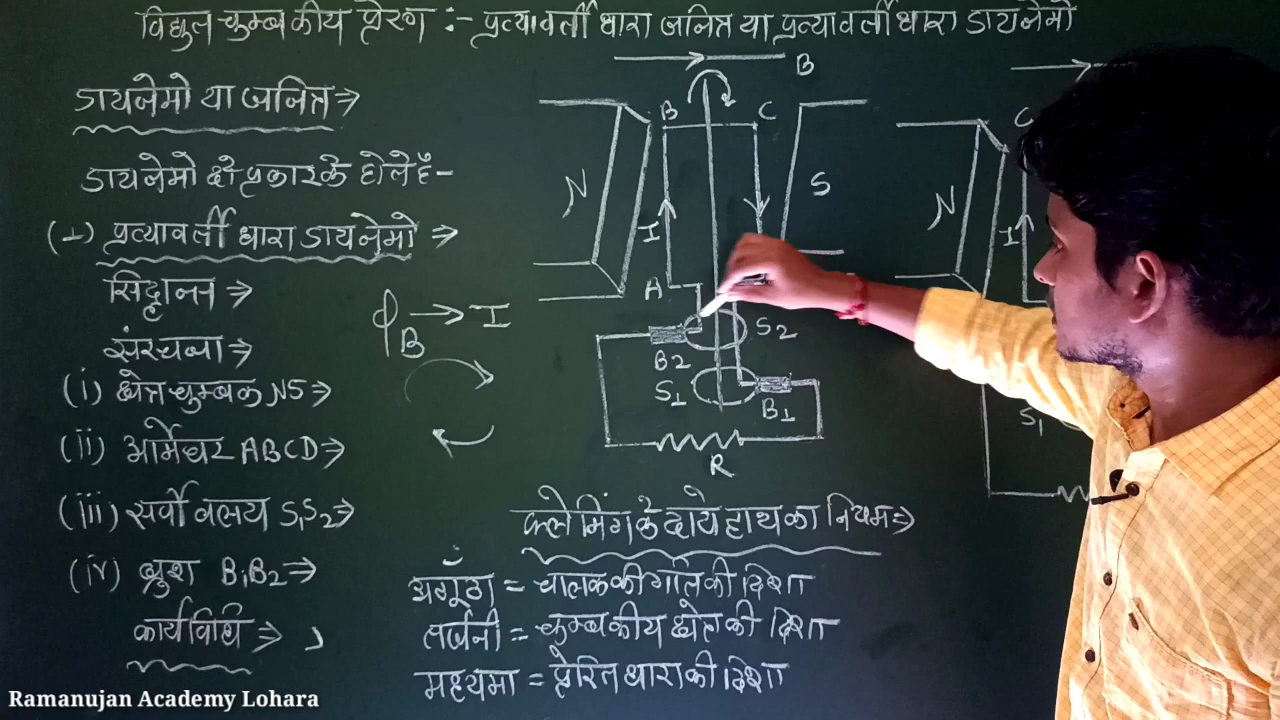 विद्युत चुम्बकीय प्रेरण :- प्रत्यावर्ती धारा जनित्र या प्रत्यावर्ती धारा डायनेमो
डायनेमो या जनित्र ⇒
डायनेमो दो प्रकार के होते हैं -
(1) प्रत्यावर्ती धारा डायनेमो ⇒
सिद्धान्त ⇒
संरचना ⇒
(i) क्षेत्र चुम्बक NS ⇒
(ii) आर्मेचर ABCD ⇒
(iii) सर्पी वलय S₁S₂ ⇒
(iv) ब्रुश B₁B₂ ⇒
कार्यविधि ⇒
ϕB → I
B
B C
N S
I
A
S2
B2
S1
B1
R
C
N
I
S₁
क्लेमिंग के दाये हाथ का नियम ⇒
अगूँठा = चालक की गति की दिशा
तर्जनी = चुम्बकीय क्षेत्र की दिशा
मध्यमा = प्रेरित धारा की दिशा
Ramanujan Academy Lohara